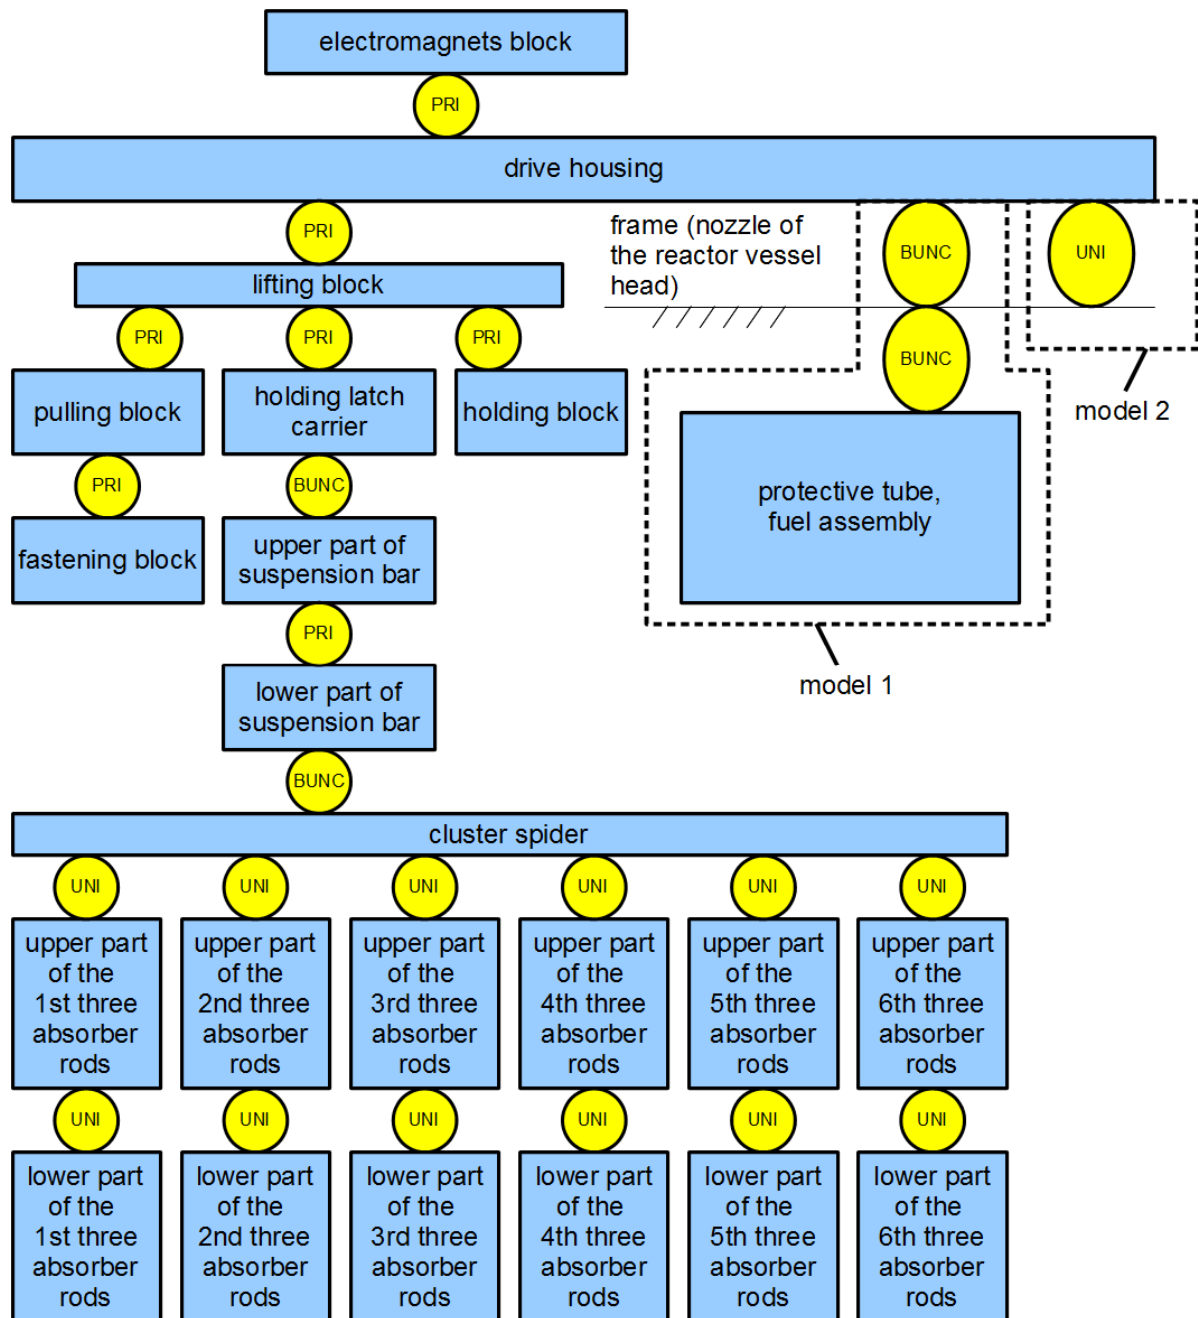 electromagnets block
PRI
drive housing
PRI
frame (nozzle of
the reactor vessel
head)
BUNC
UNI
lifting block
PRI
PRI
PRI
BUNC
pulling block
holding latch
carrier
holding block
model 2
PRI
BUNC
protective tube,
fuel assembly
fastening block
upper part of
suspension bar
PRI
model 1
lower part of
suspension bar
BUNC
cluster spider
UNI
UNI
UNI
UNI
UNI
UNI
upper part
of the
1st three
absorber
rods
upper part
of the
2nd three
absorber
rods
upper part
of the
3rd three
absorber
rods
upper part
of the
4th three
absorber
rods
upper part
of the
5th three
absorber
rods
upper part
of the
6th three
absorber
rods
UNI
UNI
UNI
UNI
UNI
UNI
lower part
of the
1st three
absorber
rods
lower part
of the
2nd three
absorber
rods
lower part
of the
3rd three
absorber
rods
lower part
of the
4th three
absorber
rods
lower part
of the
5th three
absorber
rods
lower part
of the
6th three
absorber
rods